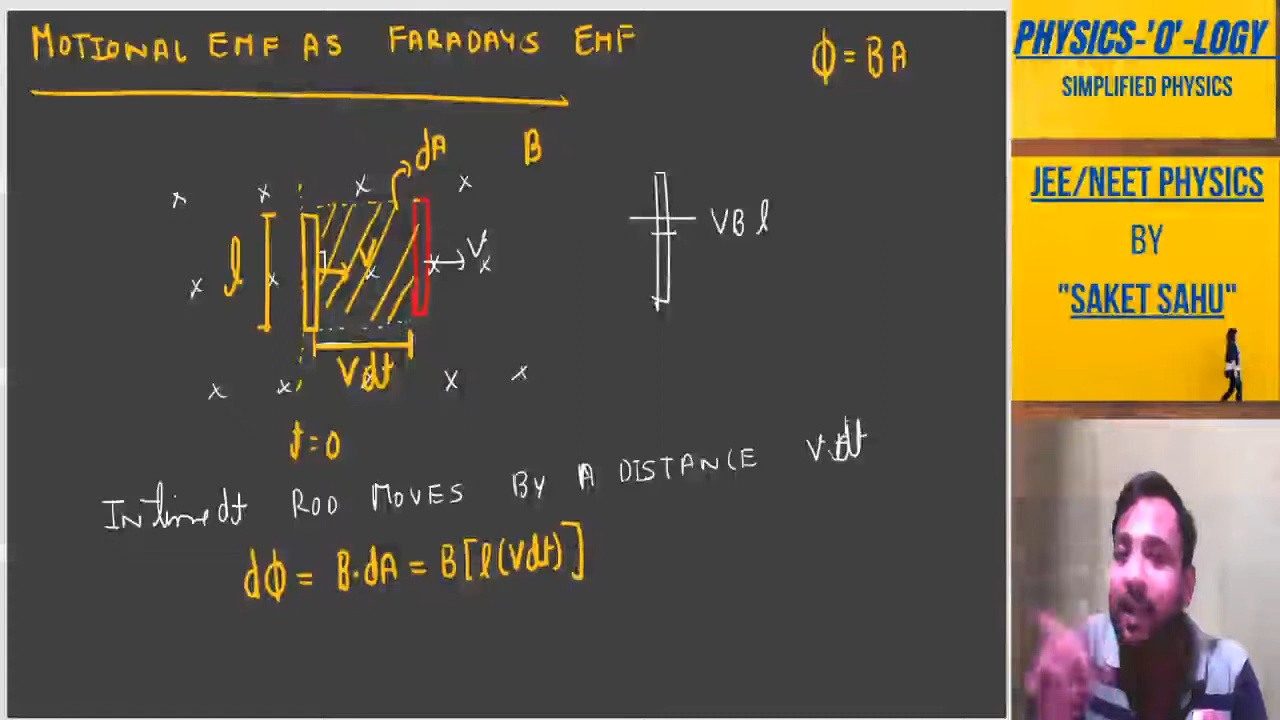 MOTIONAL EMF AS FARADAYS EMF
ϕ = BA
dA
B
l
V
V
Vdt
t=0
VB l
In time dt ROD MOVES BY A DISTANCE Vdt
dϕ = B·dA = B[l(Vdt)]
PHYSICS-'O'-LOGY
SIMPLIFIED PHYSICS
JEE/NEET PHYSICS
BY
"SAKET SAHU"